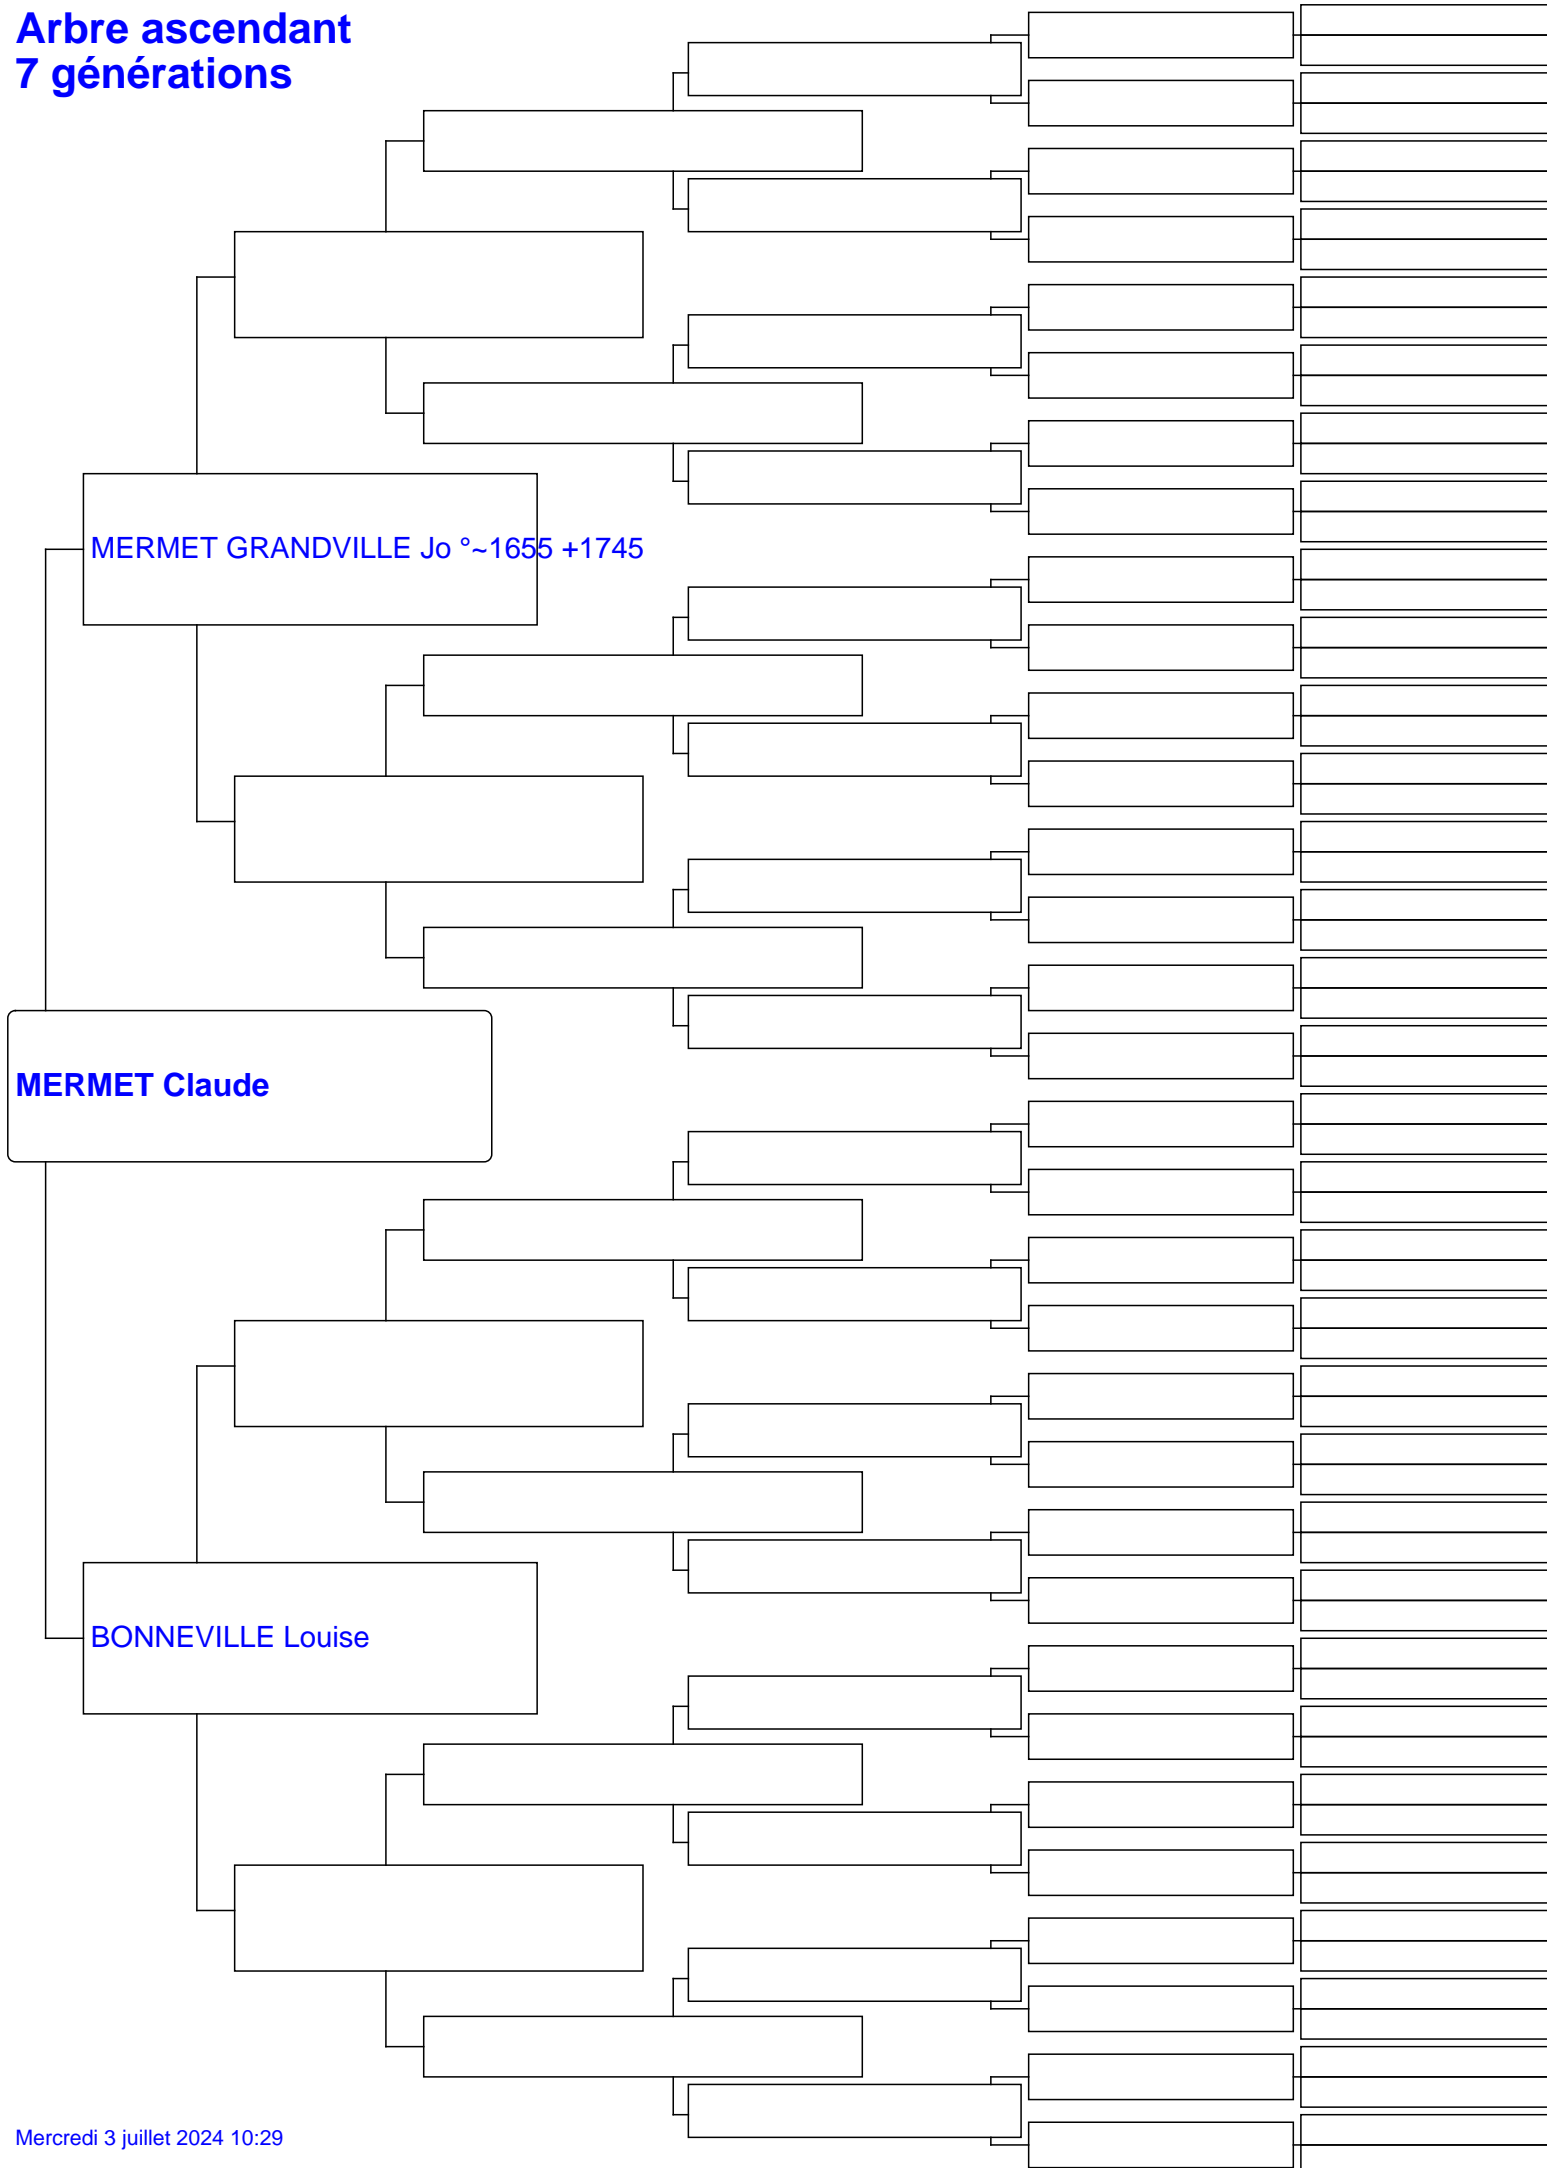 Arbre ascendant
7 générations
MERMET GRANDVILLE Jo °~1655 +1745
MERMET Claude
BONNEVILLE Louise
Mercredi 3 juillet 2024 10:29